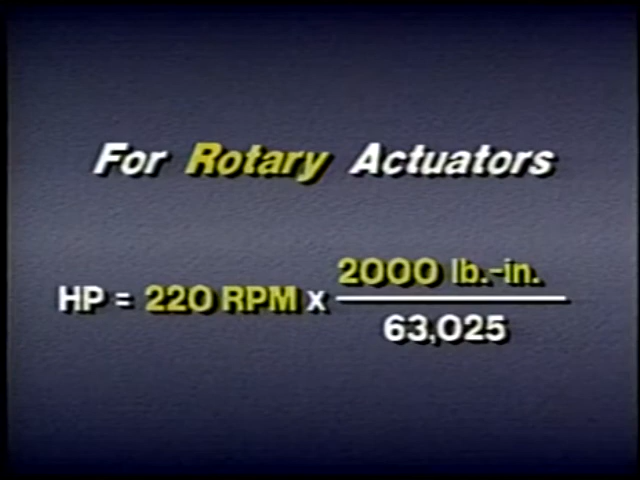 For Rotary Actuators
HP = 220 RPM x 2000 lb.-in.
63,025